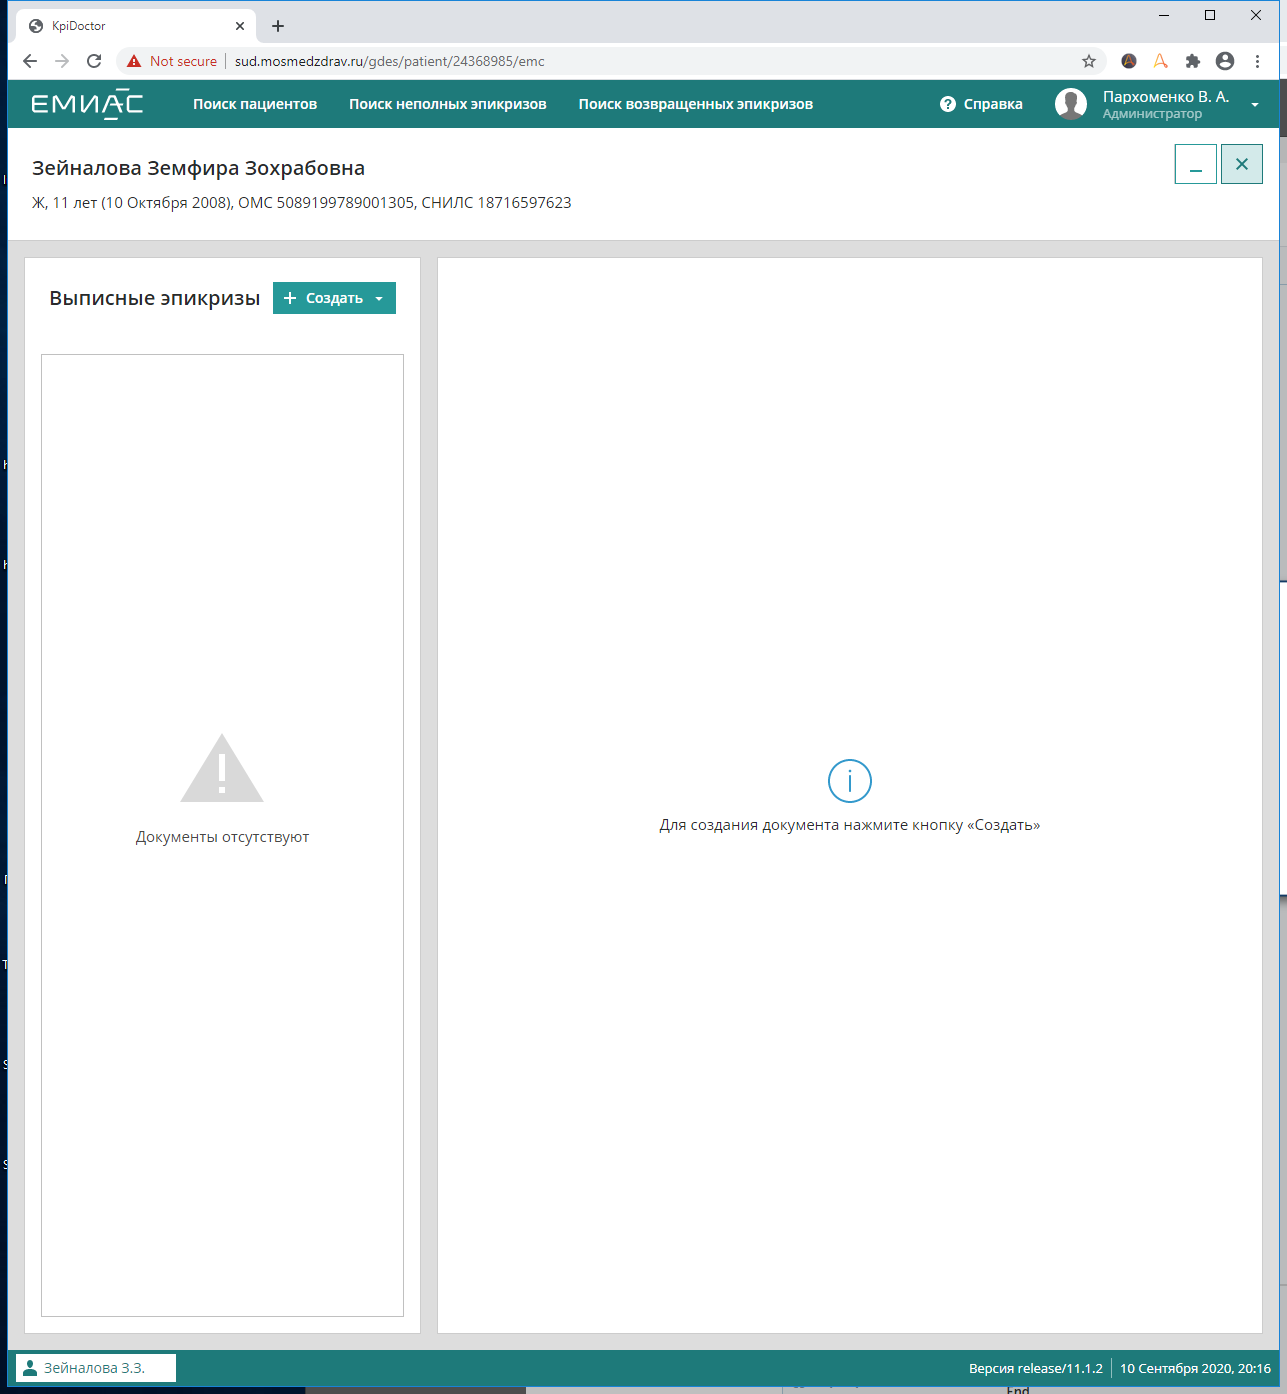 KpiDoctor
Not secure
sud.mosmedzdrav.ru/gdes/patient/24368985/emc
ЕМИАС
Поиск пациентов
Поиск неполных эпикризов
Поиск возвращенных эпикризов
? Справка
Пархоменко В. А.
Администратор
Зейналова Земфира Зохрабовна
Ж, 11 лет (10 Октября 2008), ОМС 5089199789001305, СНИЛС 18716597623
Выписные эпикризы
+ Создать
Документы отсутствуют
Для создания документа нажмите кнопку «Создать»
Зейналова З.З.
Версия release/11.1.2
10 Сентября 2020, 20:16
End